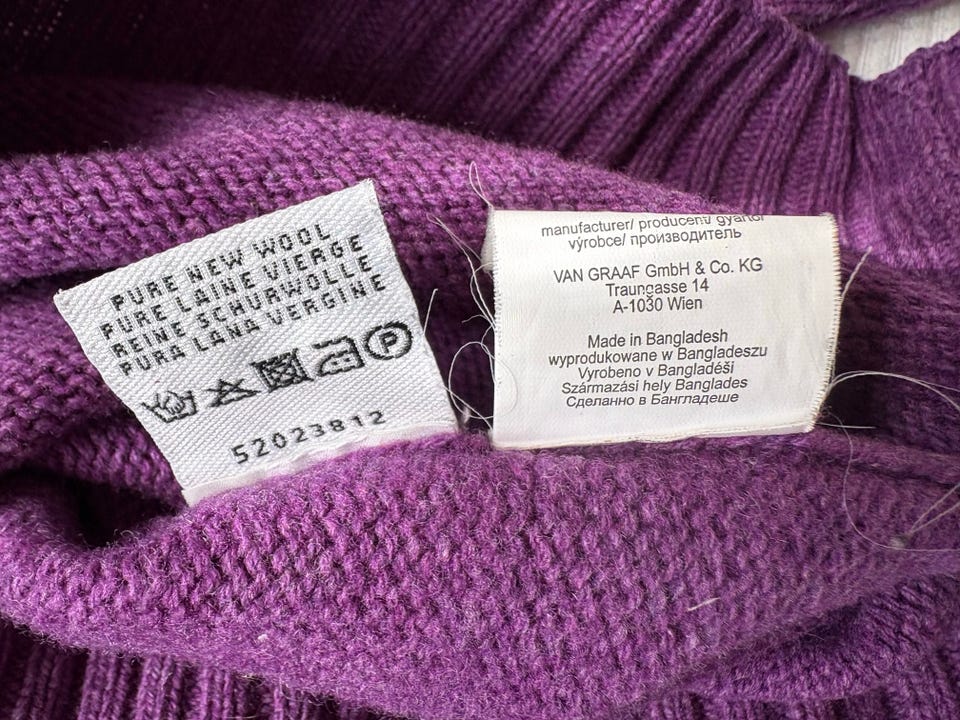 PURE NEW WOOL
PURE LAINE VIERGE
REINE SCHURWOLLE
PURA LANA VERGINE
P
52023812
manufacturer/ producent/ gyártó/
výrobce/ производитель
VAN GRAAF GmbH & Co. KG
Traungasse 14
A-1030 Wien
Made in Bangladesh
wyprodukowane w Bangladeszu
Vyrobeno v Bangladéši
Származási hely Banglades
Сделанно в Бангладеше